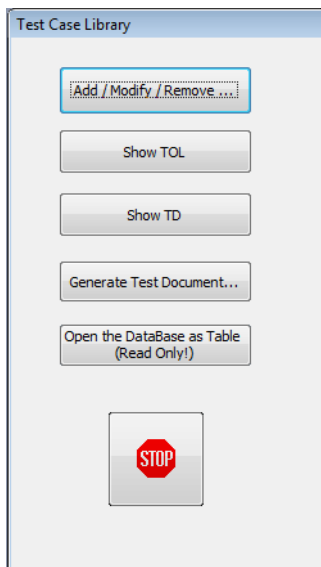 Test Case Library
Add / Modify / Remove ...
Show TOL
Show TD
Generate Test Document...
Open the DataBase as Table
(Read Only!)
STOP